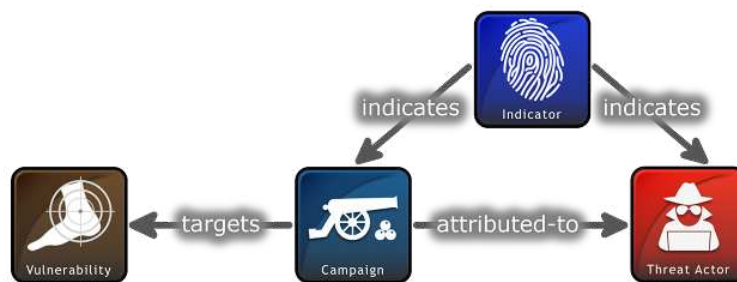 Indicator
indicates
indicates
targets
attributed-to
Vulnerability
Campaign
Threat Actor